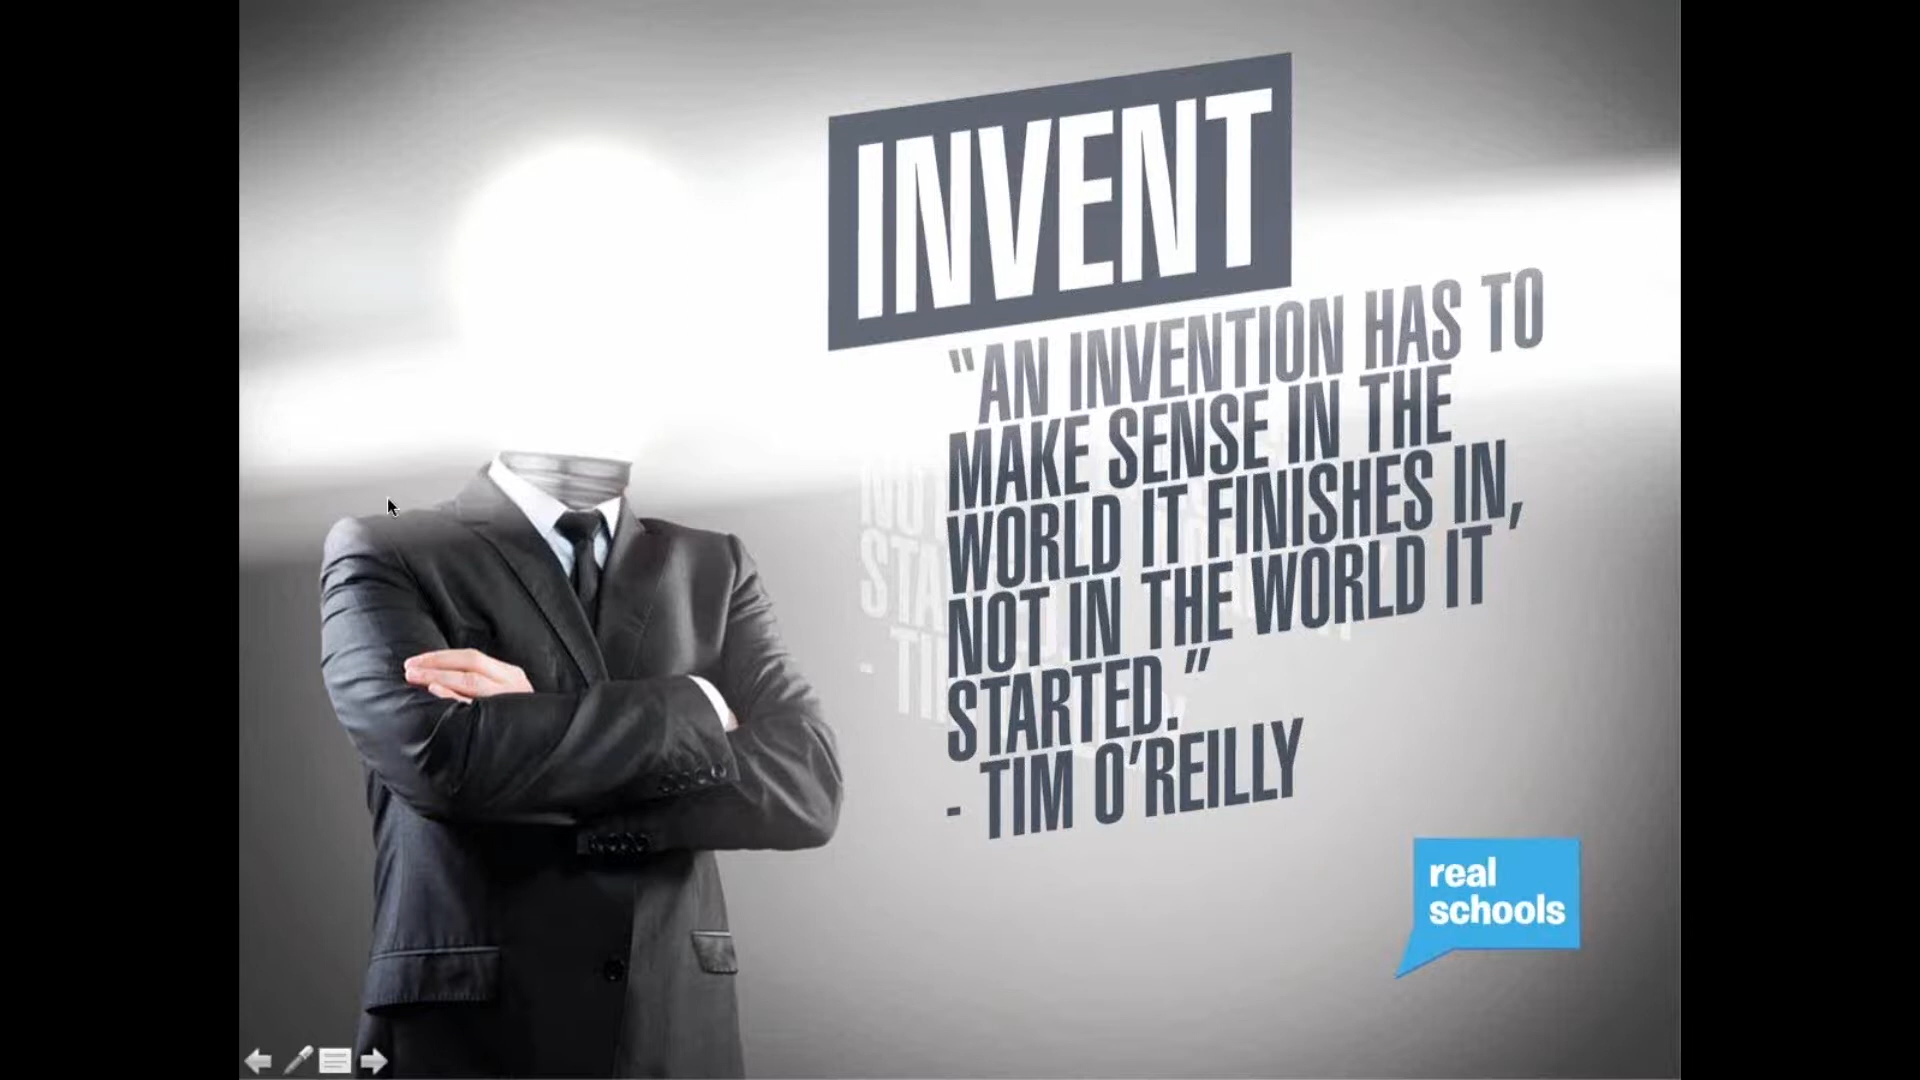 INVENT
“AN INVENTION HAS TO
MAKE SENSE IN THE
WORLD IT FINISHES IN,
NOT IN THE WORLD IT
STARTED.”
- TIM O’REILLY
real
schools